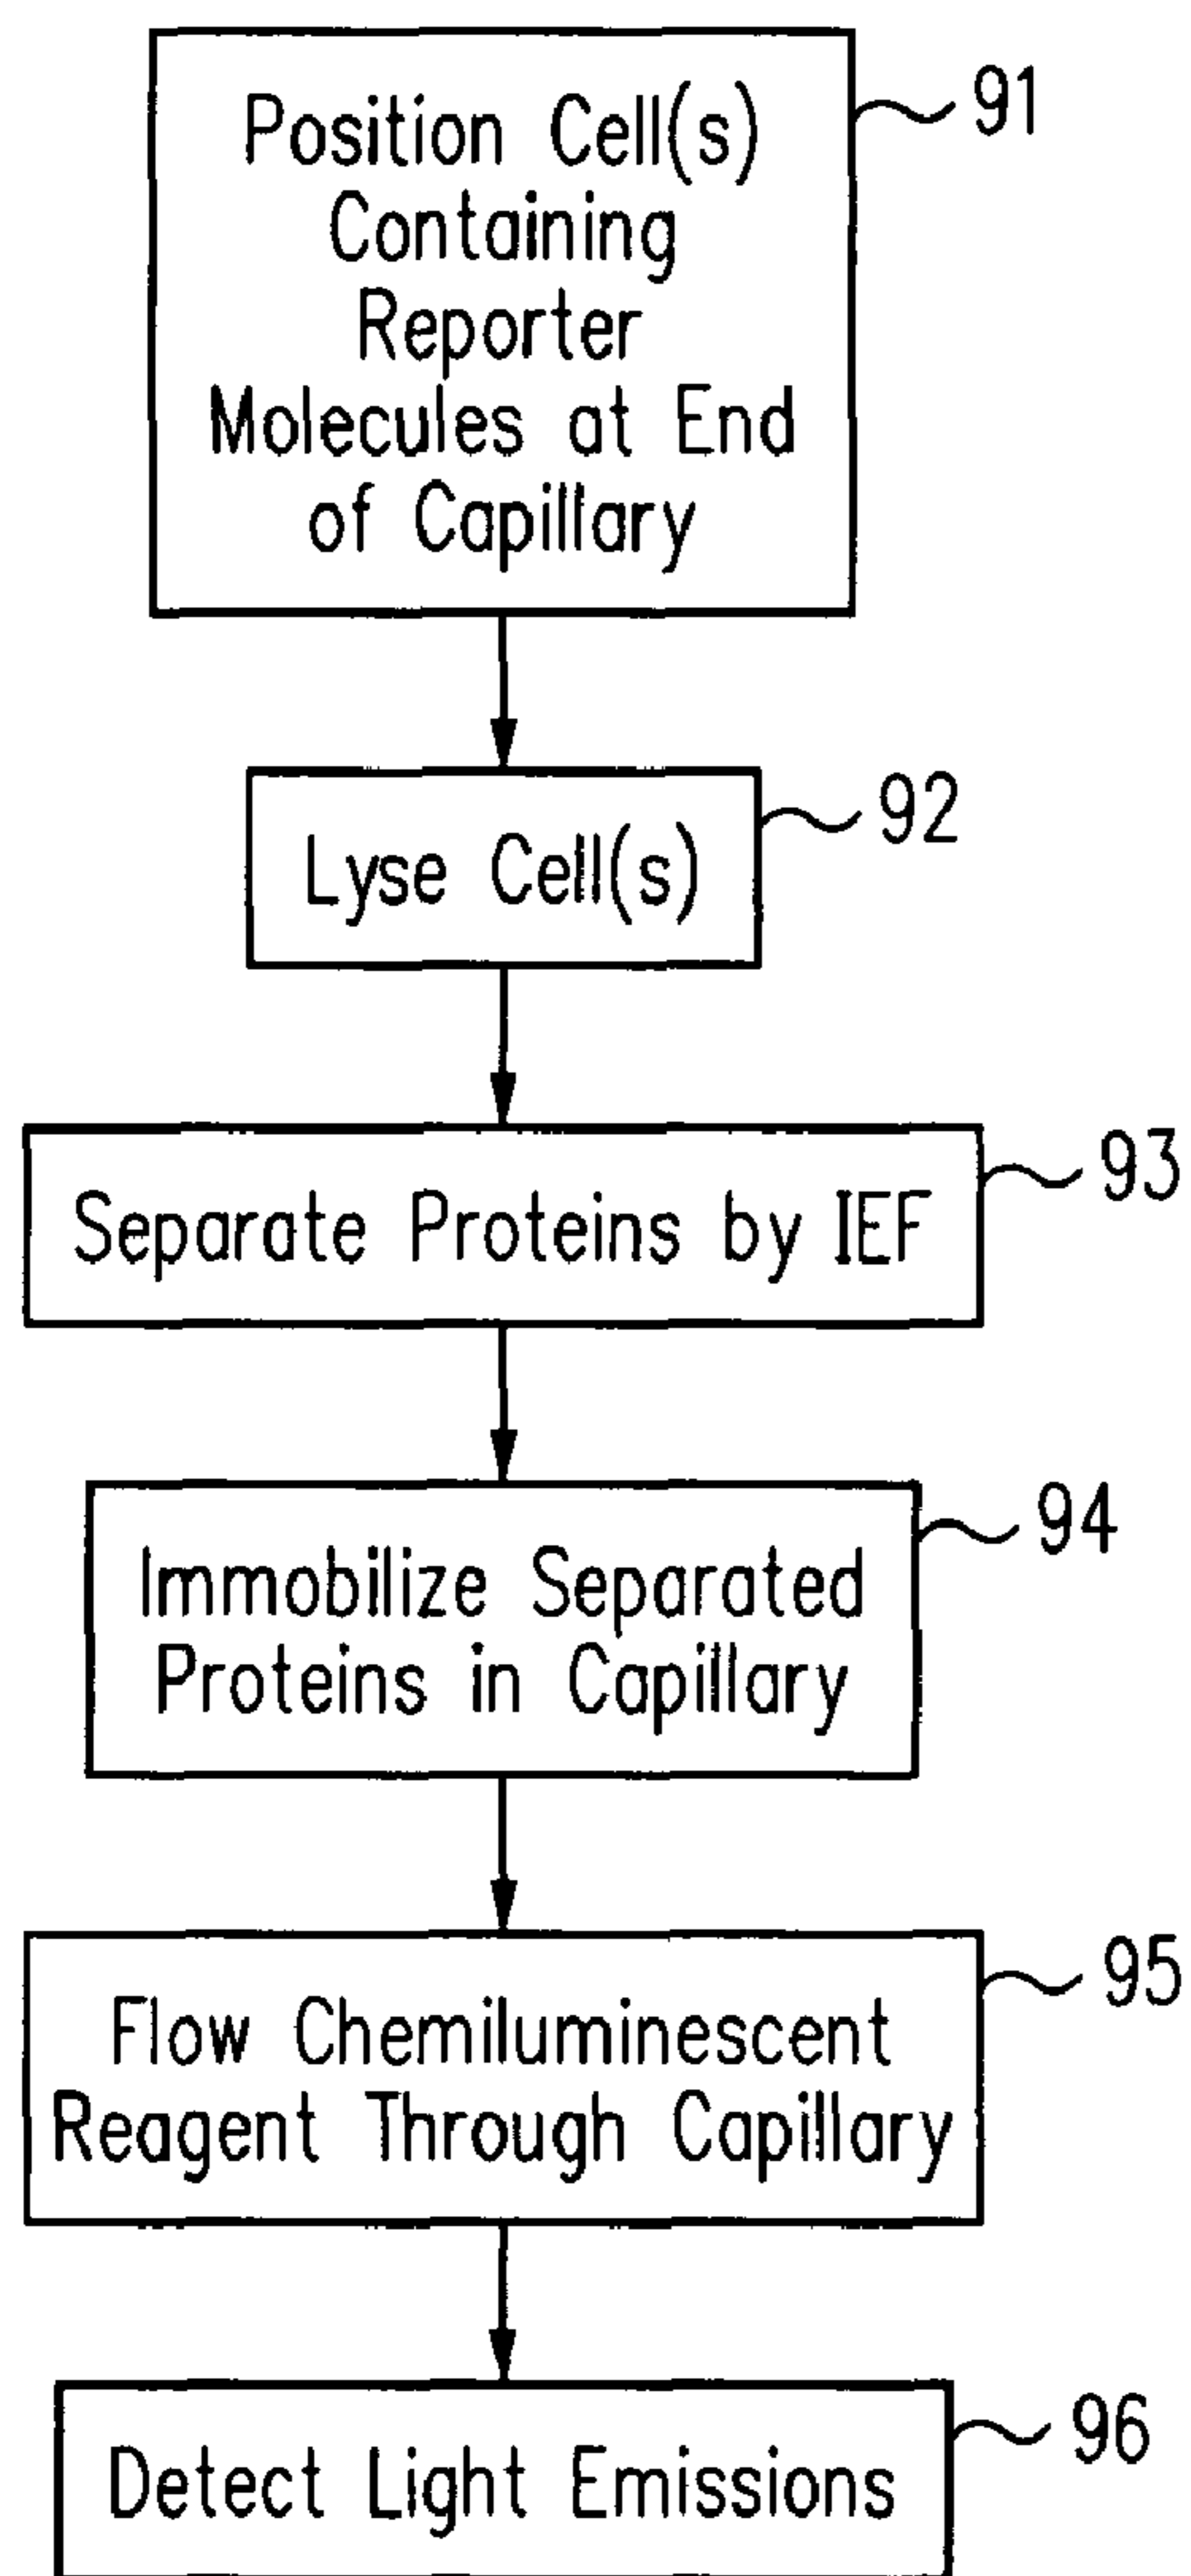 Position Cell(s)
Containing
Reporter
Molecules at End
of Capillary
91
Lyse Cell(s)
92
Separate Proteins by IEF
93
Immobilize Separated
Proteins in Capillary
94
Flow Chemiluminescent
Reagent Through Capillary
95
Detect Light Emissions
96